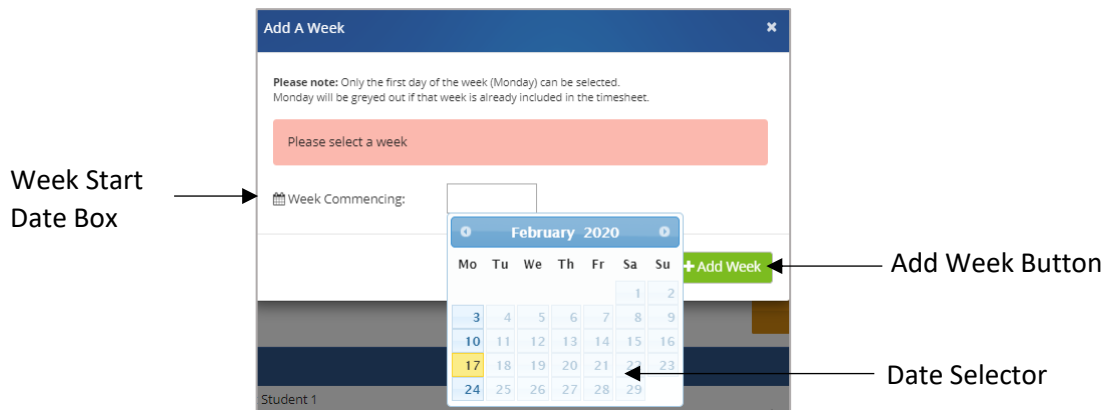 Add A Week ×
Please note: Only the first day of the week (Monday) can be selected.
Monday will be greyed out if that week is already included in the timesheet.
Please select a week
Week Start
Date Box
Week Commencing:
February 2020
Mo Tu We Th Fr Sa Su
+ Add Week
Add Week Button
1 2
3 4 5 6 7 8 9
10 11 12 13 14 15 16
17 18 19 20 21 22 23
24 25 26 27 28 29
Date Selector
Student 1